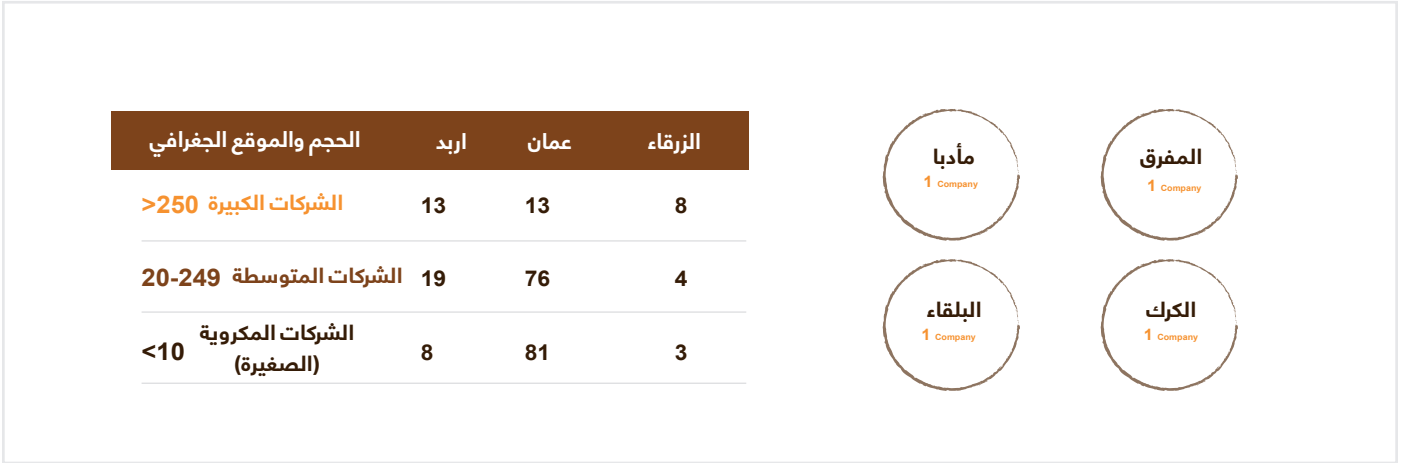 الحجم والموقع الجغرافي اربد عمان الزرقاء
الشركات الكبيرة 250< 13 13 8
الشركات المتوسطة 20-249 19 76 4
الشركات المكروية
(الصغيرة) 10> 8 81 3
مأدبا
1 Company
المفرق
1 Company
البلقاء
1 Company
الكرك
1 Company